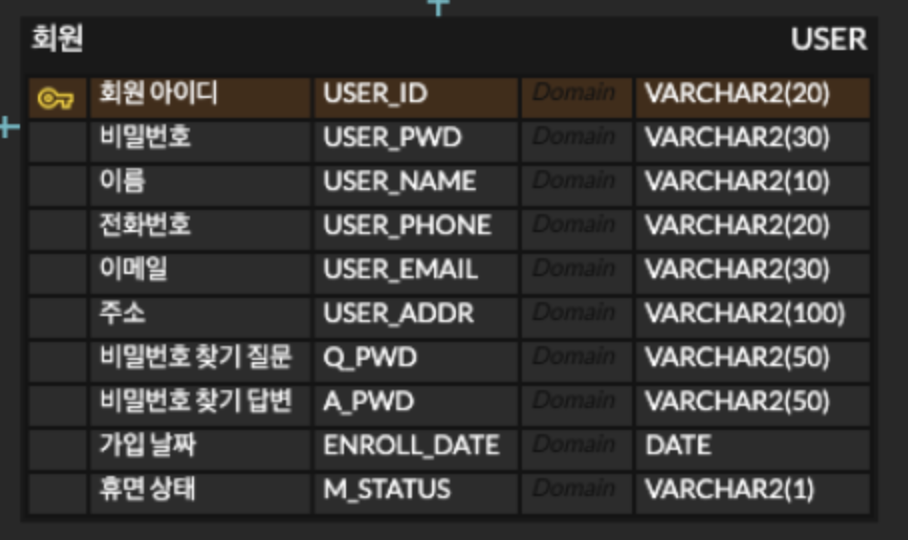 회원 USER
회원 아이디 USER_ID Domain VARCHAR2(20)
비밀번호 USER_PWD Domain VARCHAR2(30)
이름 USER_NAME Domain VARCHAR2(10)
전화번호 USER_PHONE Domain VARCHAR2(20)
이메일 USER_EMAIL Domain VARCHAR2(30)
주소 USER_ADDR Domain VARCHAR2(100)
비밀번호 찾기 질문 Q_PWD Domain VARCHAR2(50)
비밀번호 찾기 답변 A_PWD Domain VARCHAR2(50)
가입 날짜 ENROLL_DATE Domain DATE
휴면 상태 M_STATUS Domain VARCHAR2(1)